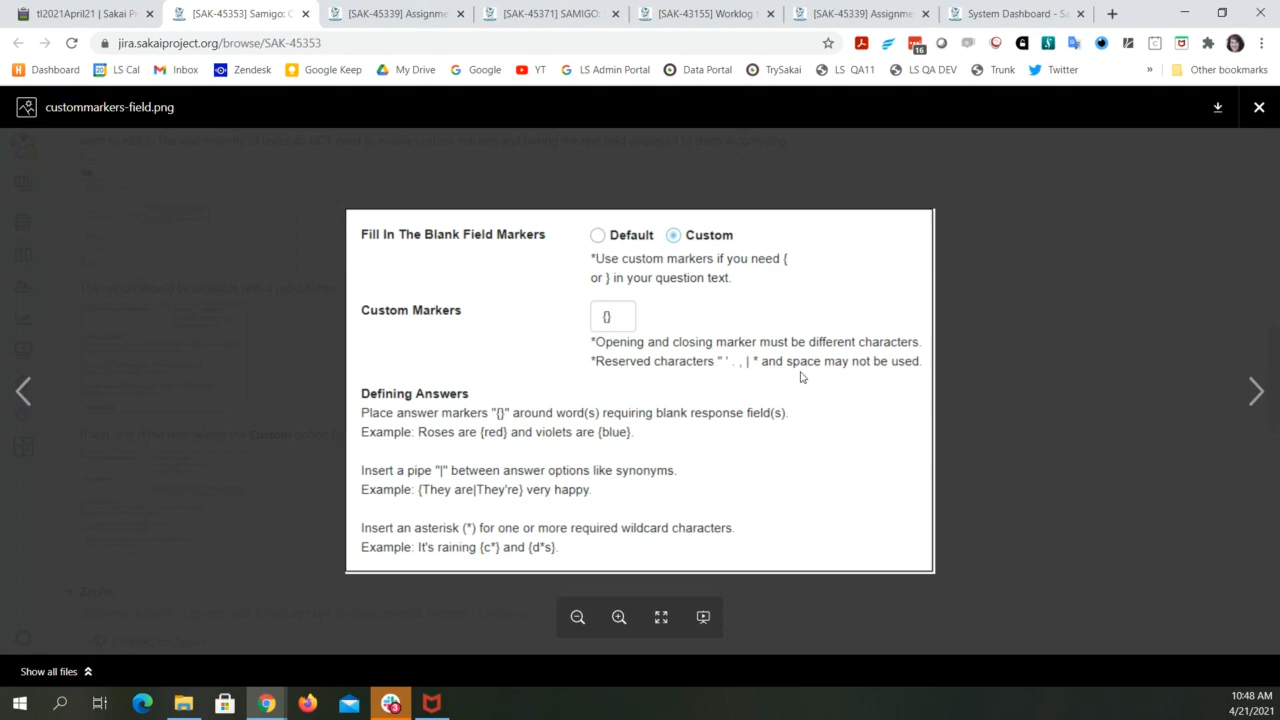 tl2021April21 | Sakai P
[SAK-45353] Samigo: C
[SAK-45339] Assignme
[SAK-45371] SAMIGO:
[SAK-43155] Worklog t
[SAK-45339] Assignme
System Dashboard - Sa
jira.sakaiproject.org/browse/SAK-45353
16
Dashboard
LS Cal
Inbox
Zendesk
Google Keep
My Drive
Google
YT
LS Admin Portal
Data Portal
TrySakai
LS QA11
LS QA DEV
Trunk
Twitter
»
Other bookmarks
custommarkers-field.png
Fill In The Blank Field Markers
Default
Custom
*Use custom markers if you need {
or } in your question text.
Custom Markers
{}
*Opening and closing marker must be different characters.
*Reserved characters " ' . , | * and space may not be used.
Defining Answers
Place answer markers "{}" around word(s) requiring blank response field(s).
Example: Roses are {red} and violets are {blue}.
Insert a pipe "|" between answer options like synonyms.
Example: {They are|They're} very happy.
Insert an asterisk (*) for one or more required wildcard characters.
Example: It's raining {c*} and {d*s}.
Zeplin
Show all files
10:48 AM
4/21/2021